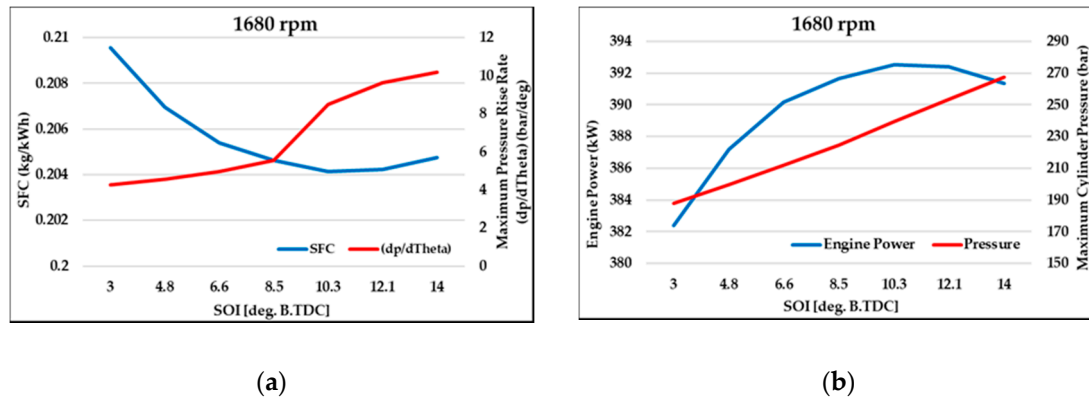 1680 rpm
0.21
0.208
0.206
0.204
0.202
0.2
SFC (kg/kWh)
12
10
8
6
4
2
0
Maximum Pressure Rise Rate
(dp/dTheta) (bar/deg)
SFC (dp/dTheta)
3 4.8 6.6 8.5 10.3 12.1 14
SOI [deg. B.TDC]
(a)
1680 rpm
394
392
390
388
386
384
382
380
Engine Power (kW)
290
270
250
230
210
190
170
150
Maximum Cylinder Pressure (bar)
Engine Power Pressure
3 4.8 6.6 8.5 10.3 12.1 14
SOI [deg. B.TDC]
(b)